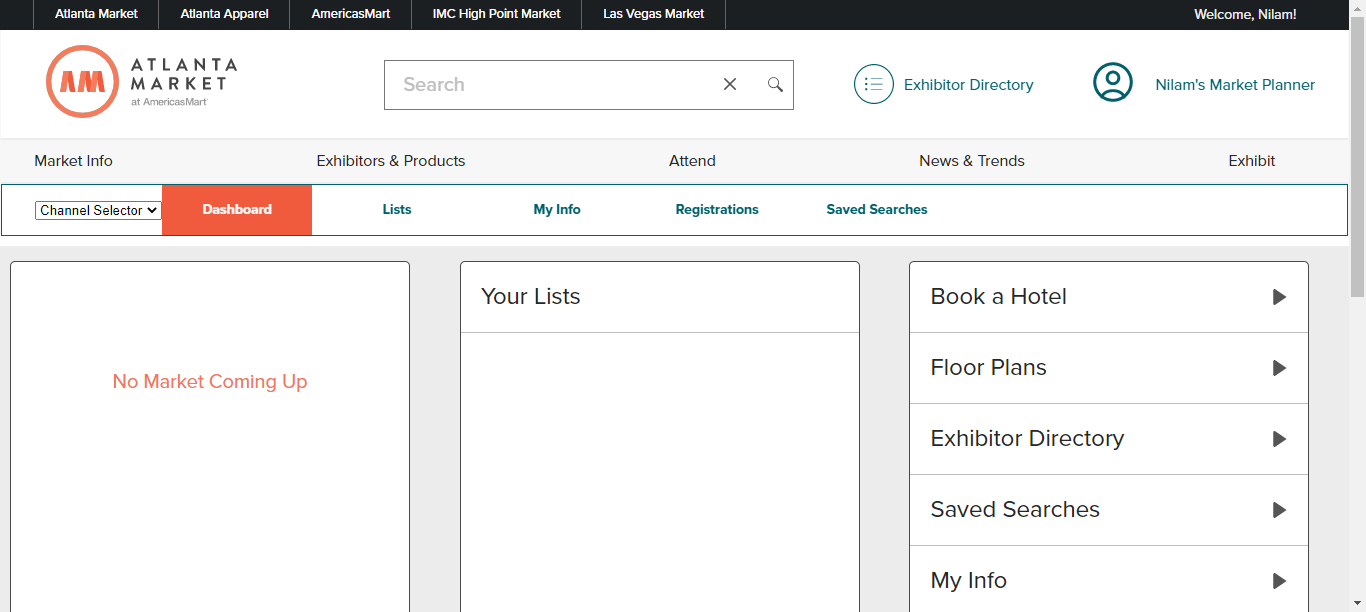 Atlanta Market
Atlanta Apparel
AmericasMart
IMC High Point Market
Las Vegas Market
Welcome, Nilam!
AM
ATLANTA
MARKET
at AmericasMart
Search
Exhibitor Directory
Nilam's Market Planner
Market Info
Exhibitors & Products
Attend
News & Trends
Exhibit
Channel Selector
Dashboard
Lists
My Info
Registrations
Saved Searches
No Market Coming Up
Your Lists
Book a Hotel
Floor Plans
Exhibitor Directory
Saved Searches
My Info